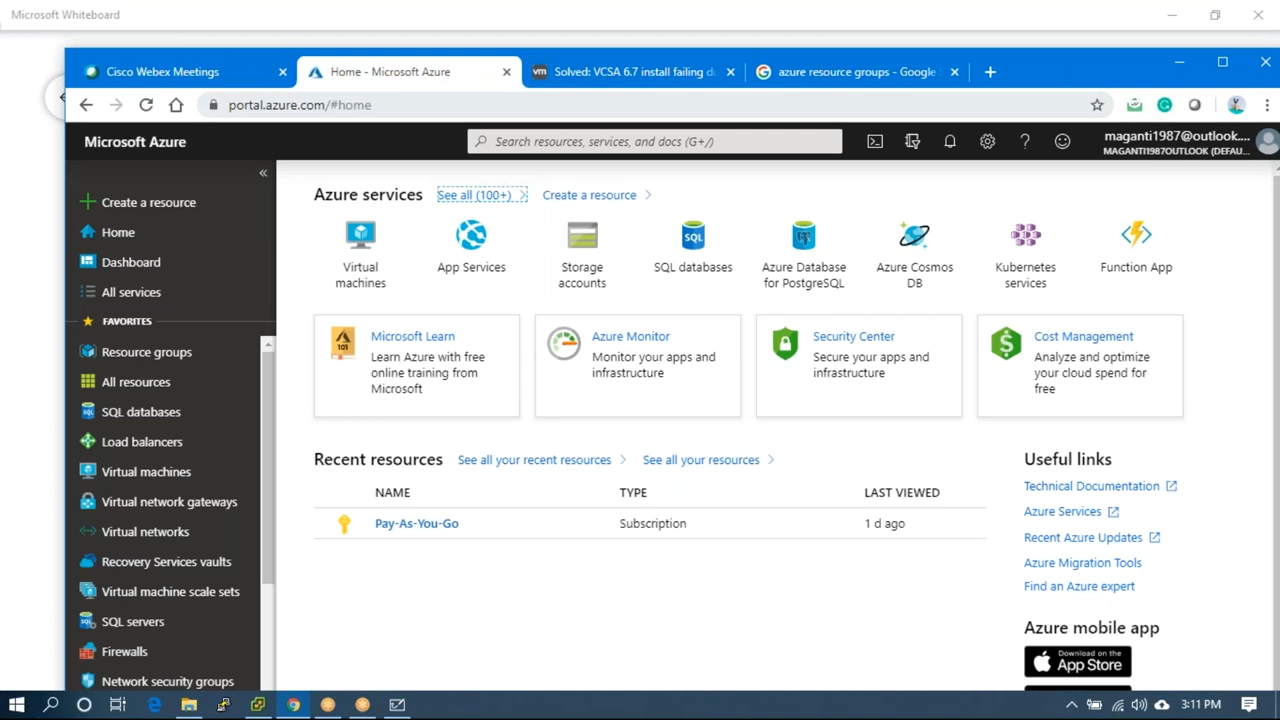 Microsoft Whiteboard
Cisco Webex Meetings
Home - Microsoft Azure
Solved: VCSA 6.7 install failing du
azure resource groups - Google
portal.azure.com/#home
Microsoft Azure
Search resources, services, and docs (G+/)
maganti1987@outlook....
MAGANTI1987OUTLOOK (DEFAU...
Create a resource
Home
Dashboard
All services
FAVORITES
Resource groups
All resources
SQL databases
Load balancers
Virtual machines
Virtual network gateways
Virtual networks
Recovery Services vaults
Virtual machine scale sets
SQL servers
Firewalls
Network security groups
Azure services See all (100+) Create a resource
Virtual machines
App Services
Storage accounts
SQL databases
Azure Database for PostgreSQL
Azure Cosmos DB
Kubernetes services
Function App
Microsoft Learn
Learn Azure with free
online training from
Microsoft
Azure Monitor
Monitor your apps and
infrastructure
Security Center
Secure your apps and
infrastructure
Cost Management
Analyze and optimize
your cloud spend for
free
Recent resources See all your recent resources See all your resources
NAME TYPE LAST VIEWED
Pay-As-You-Go Subscription 1 d ago
Useful links
Technical Documentation
Azure Services
Recent Azure Updates
Azure Migration Tools
Find an Azure expert
Azure mobile app
Download on the
App Store
3:11 PM